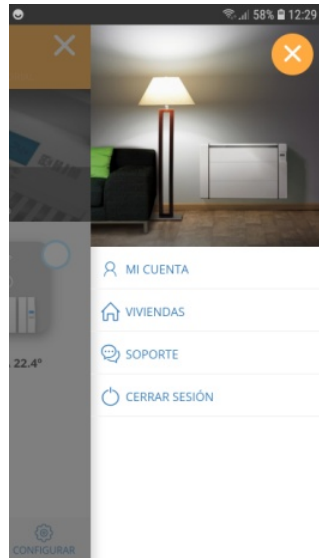 58% 12:29
MI CUENTA
VIVIENDAS
SOPORTE
22.4°
CERRAR SESIÓN
CONFIGURAR